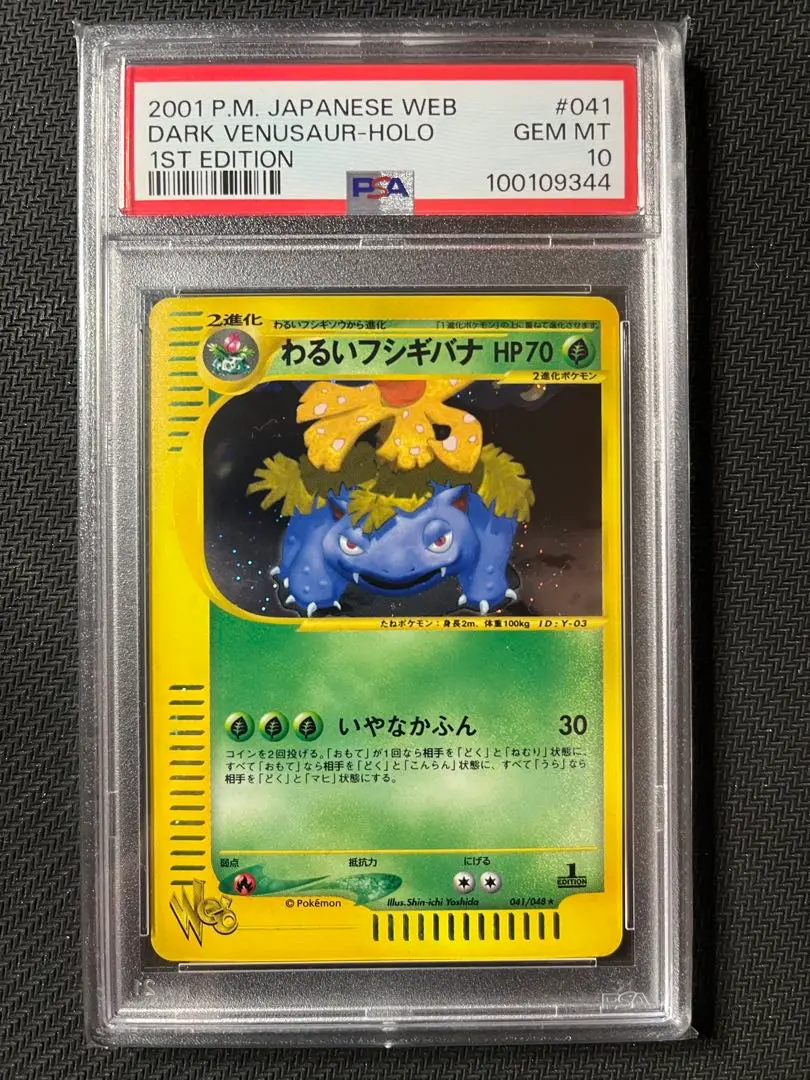 2001 P.M. JAPANESE WEB #041
DARK VENUSAUR-HOLO GEM MT
1ST EDITION 10
PSA 100109344
2進化 わるいフシギソウから進化 「1進化ポケモン」の上に重ねて進化させます。
わるいフシギバナ HP70
2進化ポケモン
たねポケモン:身長2m、体重100kg ID:Y-03
いやなかふん 30
コインを2回投げる。「おもて」が1回なら相手を「どく」と「ねむり」状態に、
すべて「おもて」なら相手を「どく」と「こんらん」状態に、すべて「うら」なら
相手を「どく」と「マヒ」状態にする。
弱点 抵抗力 にげる
1
EDITION
Web
©Pokémon Illus.Shin-ichi Yoshida 041/048★
PSA